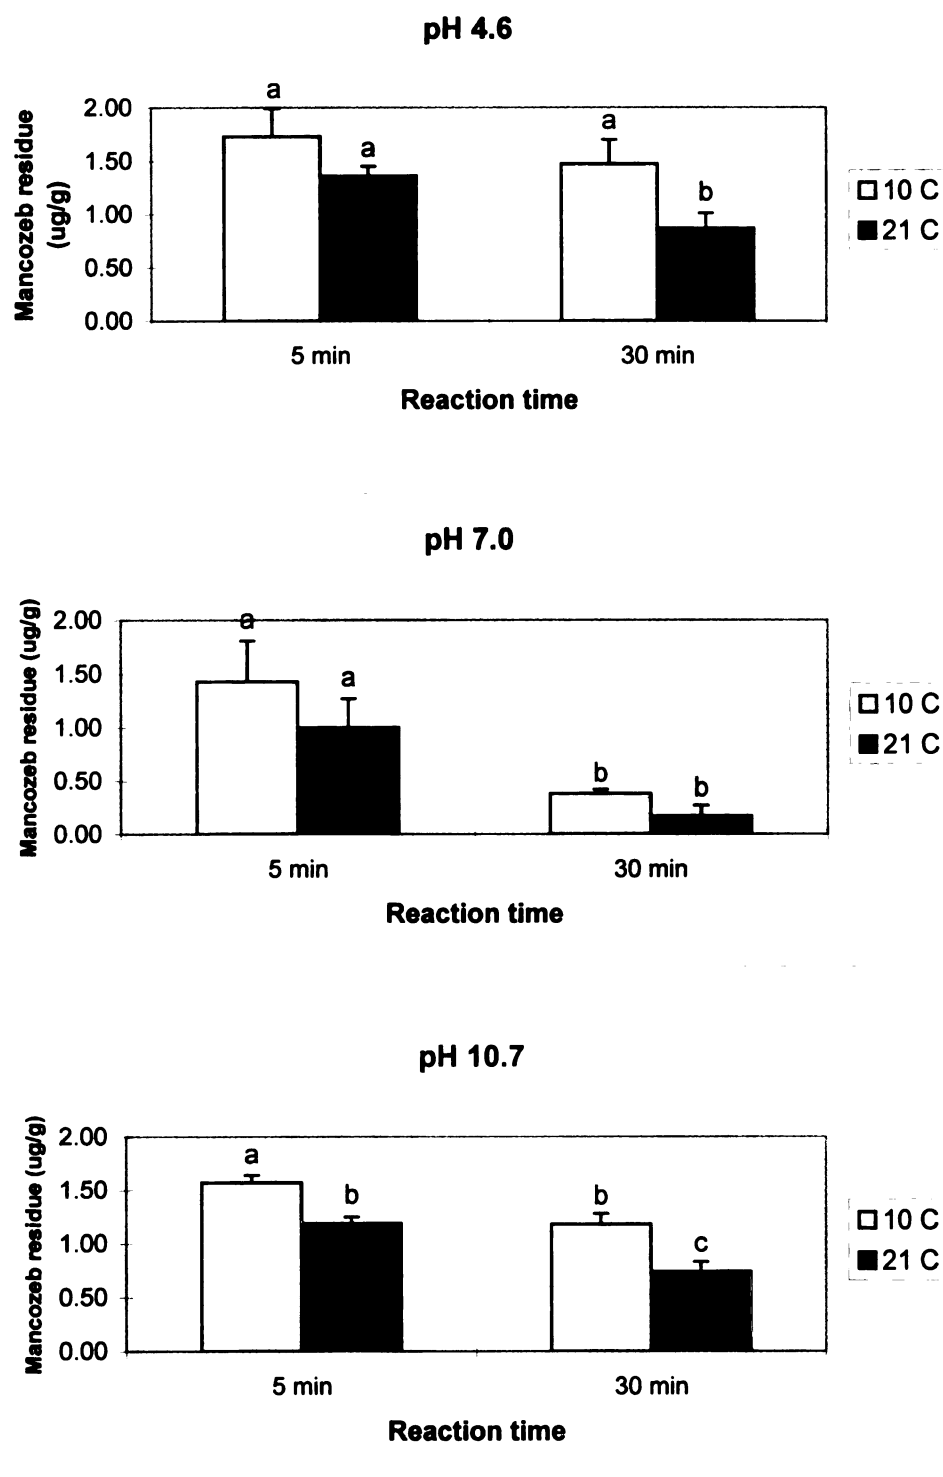 pH 4.6
Mancozeb residue
(ug/g)
2.00
1.50
1.00
0.50
0.00
a
a
a
b
5 min
30 min
Reaction time
10 C
21 C
pH 7.0
Mancozeb residue (ug/g)
2.00
1.50
1.00
0.50
0.00
a
a
b
b
5 min
30 min
Reaction time
10 C
21 C
pH 10.7
Mancozeb residue (ug/g)
2.00
1.50
1.00
0.50
0.00
a
b
b
c
5 min
30 min
Reaction time
10 C
21 C